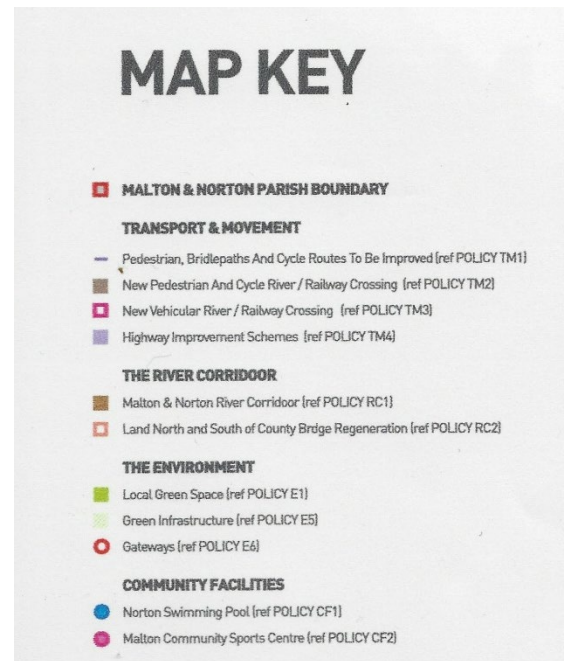 MAP KEY
MALTON & NORTON PARISH BOUNDARY
TRANSPORT & MOVEMENT
Pedestrian, Bridlepaths And Cycle Routes To Be Improved (ref POLICY TM1)
New Pedestrian And Cycle River / Railway Crossing (ref POLICY TM2)
New Vehicular River / Railway Crossing (ref POLICY TM3)
Highway Improvement Schemes (ref POLICY TM4)
THE RIVER CORRIDOOR
Malton & Norton River Corridoor (ref POLICY RC1)
Land North and South of County Brdge Regeneration (ref POLICY RC2)
THE ENVIRONMENT
Local Green Space (ref POLICY E1)
Green Infrastructure (ref POLICY E5)
Gateways (ref POLICY E6)
COMMUNITY FACILITIES
Norton Swimming Pool (ref POLICY CF1)
Malton Community Sports Centre (ref POLICY CF2)